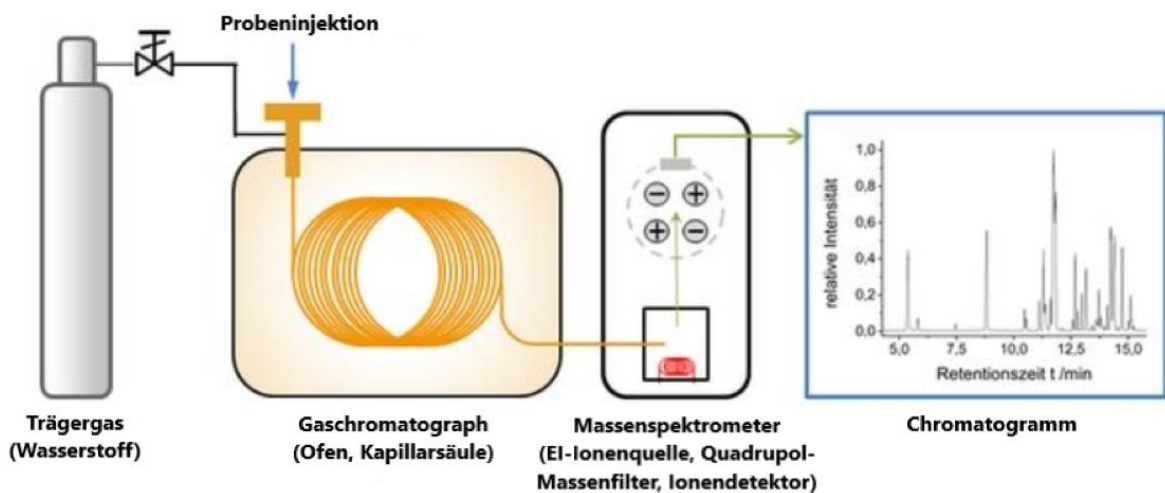 Probeninjektion
Trägergas
(Wasserstoff)
Gaschromatograph
(Ofen, Kapillarsäule)
− +
+ −
Massenspektrometer
(EI-Ionenquelle, Quadrupol-
Massenfilter, Ionendetektor)
relative Intensität
1,0
0,8
0,6
0,4
0,2
0,0
5,0 7,5 10,0 12,5 15,0
Retentionszeit t /min
Chromatogramm